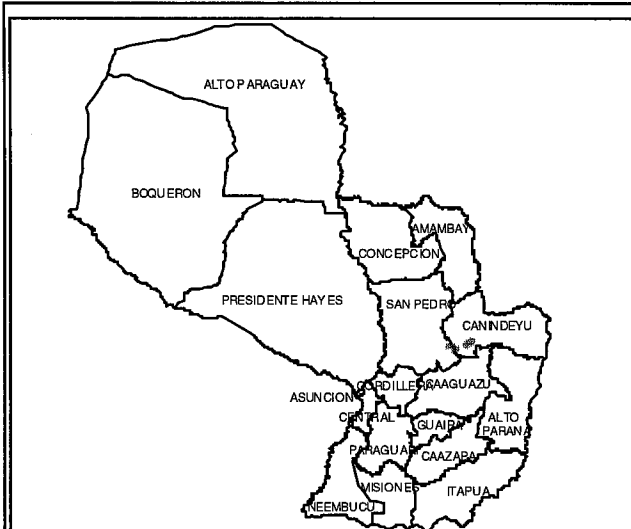 ALTO PARAGUAY
BOQUERON
AMAMBAY
CONCEPCION
PRESIDENTE HAYES
SAN PEDRO
CANINDEYU
CORDILLERA
CAAGUAZU
ASUNCION
CENTRAL
GUAIRA
ALTO
PARANA
PARAGUARI
CAAZAPA
MISIONES
ITAPUA
NEEMBUCU